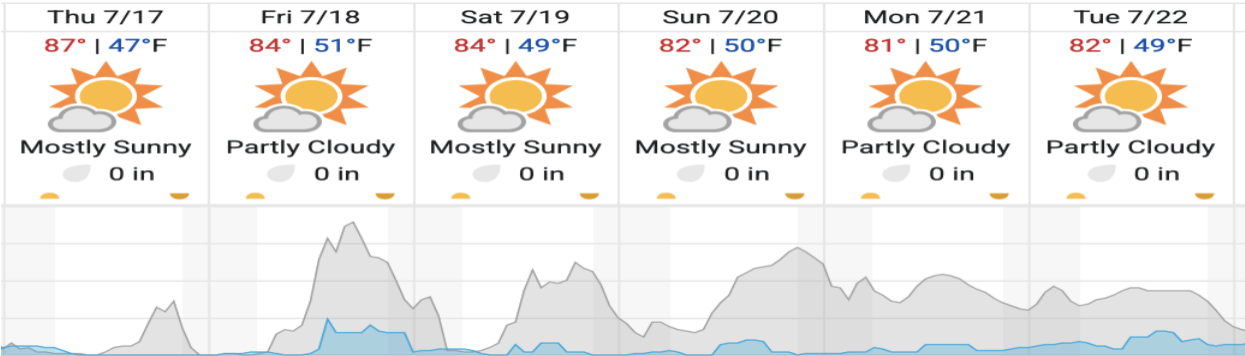 Thu 7/17 Fri 7/18 Sat 7/19 Sun 7/20 Mon 7/21 Tue 7/22
87° | 47°F 84° | 51°F 84° | 49°F 82° | 50°F 81° | 50°F 82° | 49°F
Mostly Sunny Partly Cloudy Mostly Sunny Mostly Sunny Partly Cloudy Partly Cloudy
0 in 0 in 0 in 0 in 0 in 0 in